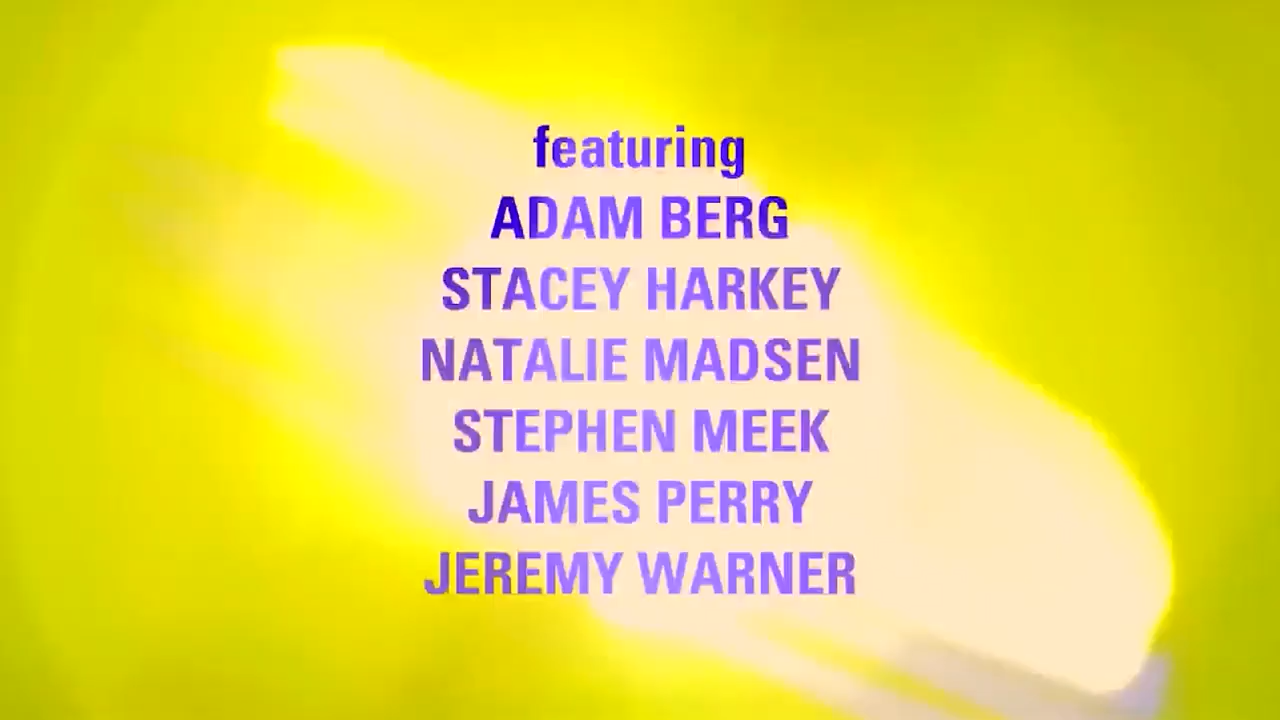 featuring
ADAM BERG
STACEY HARKEY
NATALIE MADSEN
STEPHEN MEEK
JAMES PERRY
JEREMY WARNER